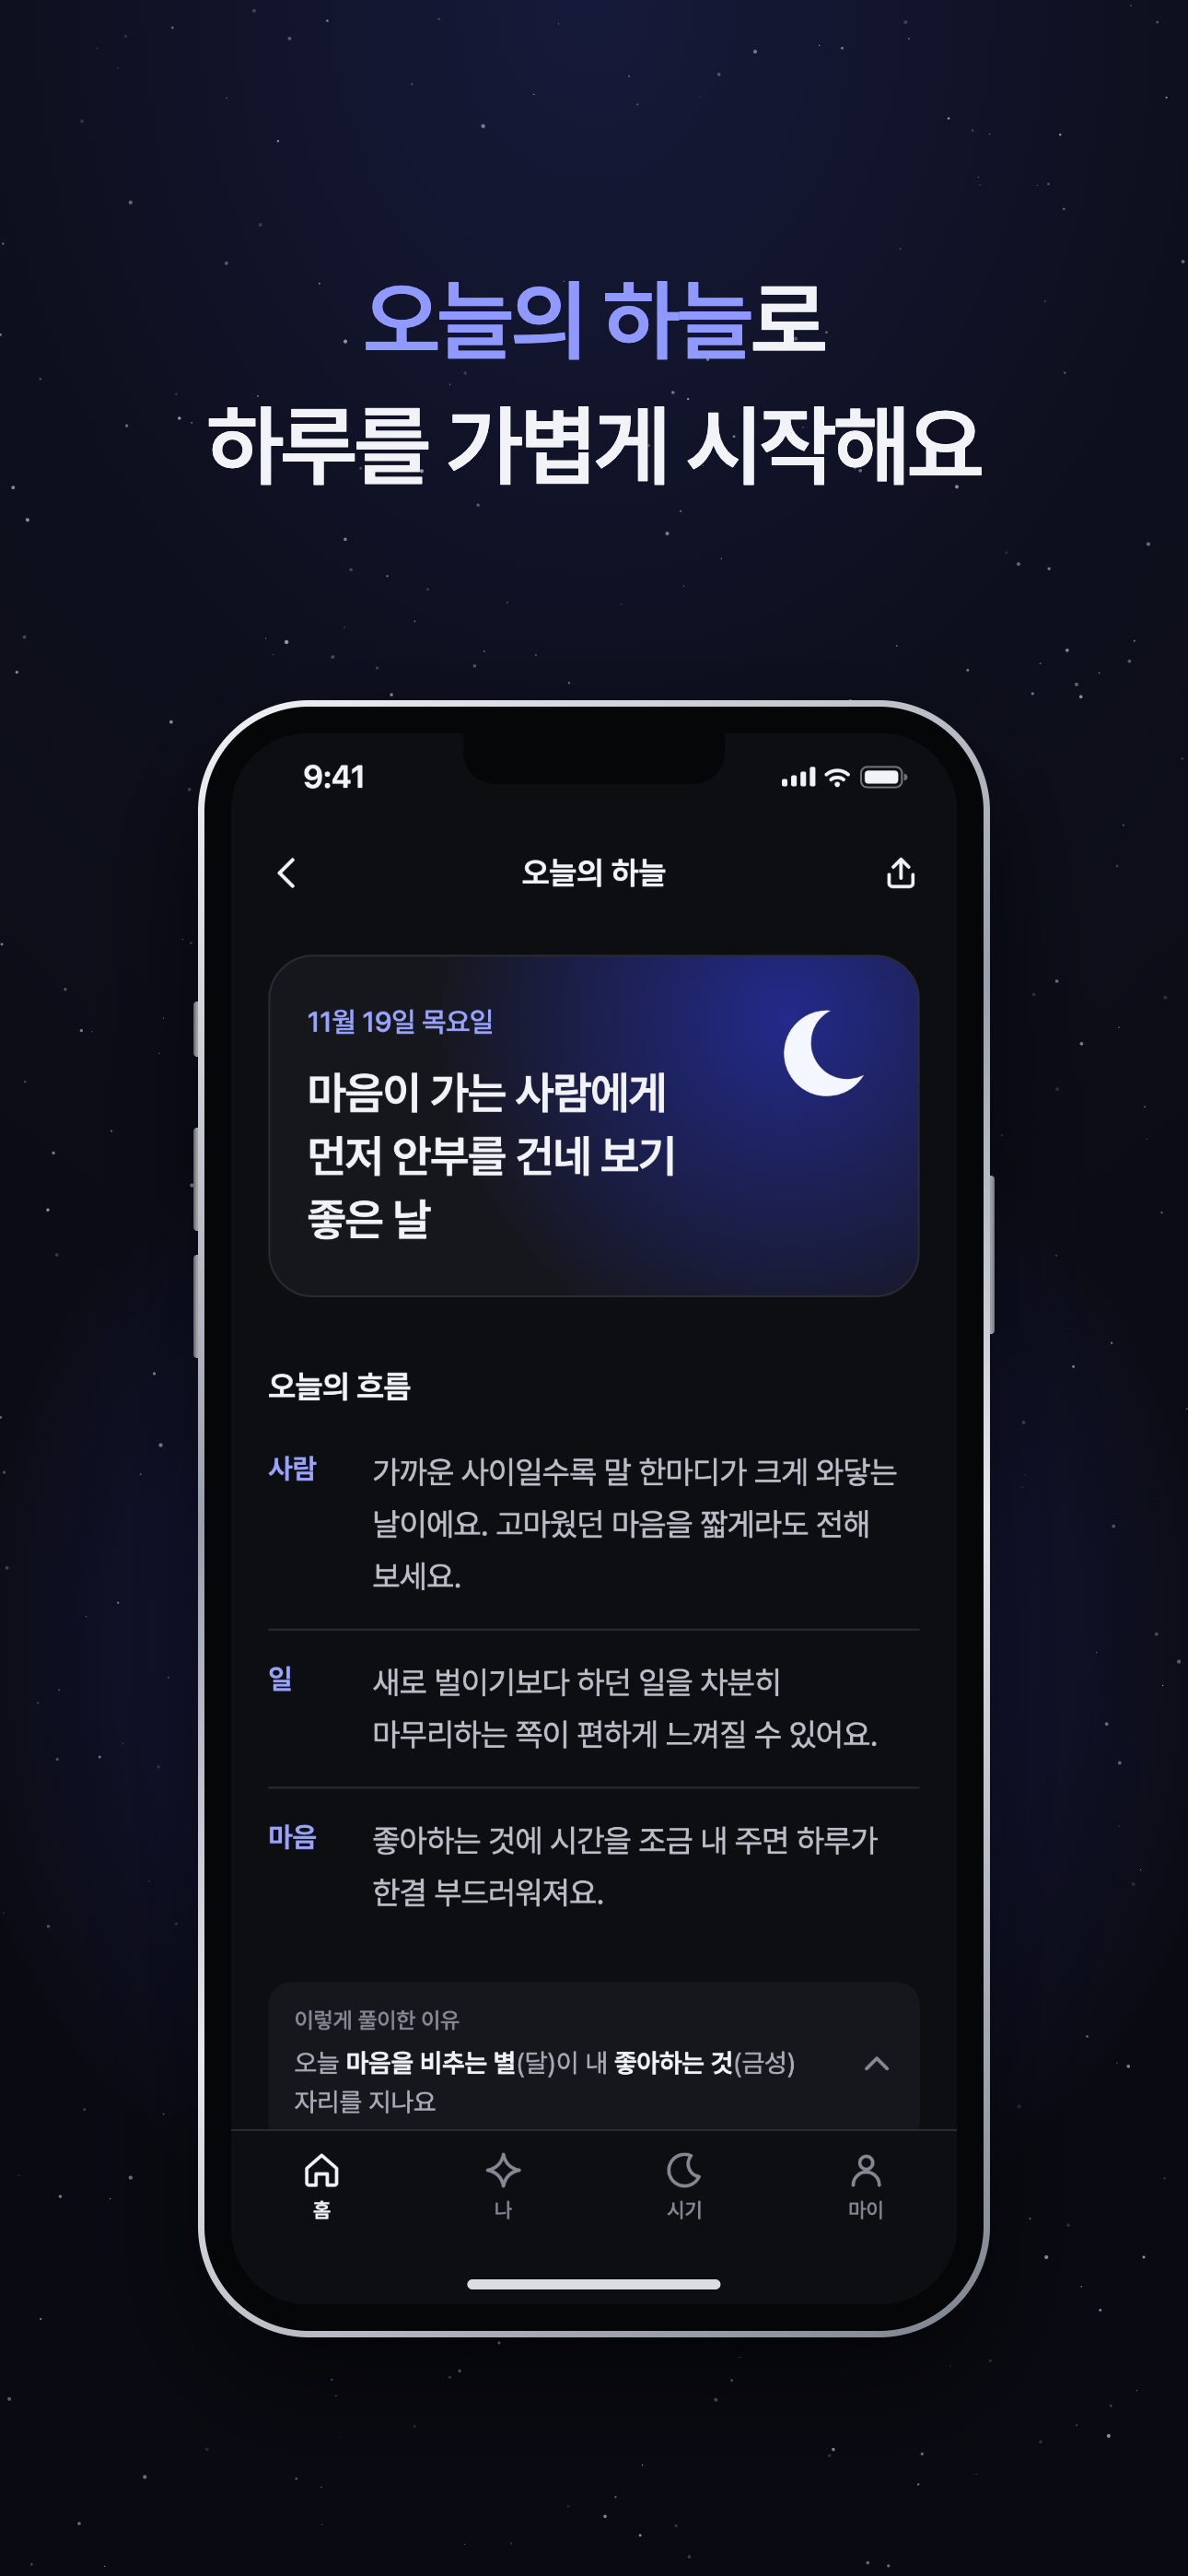 오늘의 하늘로
하루를 가볍게 시작해요
9:41
오늘의 하늘
11월 19일 목요일
마음이 가는 사람에게
먼저 안부를 건네 보기
좋은 날
오늘의 흐름
사람
가까운 사이일수록 말 한마디가 크게 와닿는
날이에요. 고마웠던 마음을 짧게라도 전해
보세요.
일
새로 벌이기보다 하던 일을 차분히
마무리하는 쪽이 편하게 느껴질 수 있어요.
마음
좋아하는 것에 시간을 조금 내 주면 하루가
한결 부드러워져요.
이렇게 풀이한 이유
오늘 마음을 비추는 별(달)이 내 좋아하는 것(금성)
자리를 지나요
홈
나
시기
마이